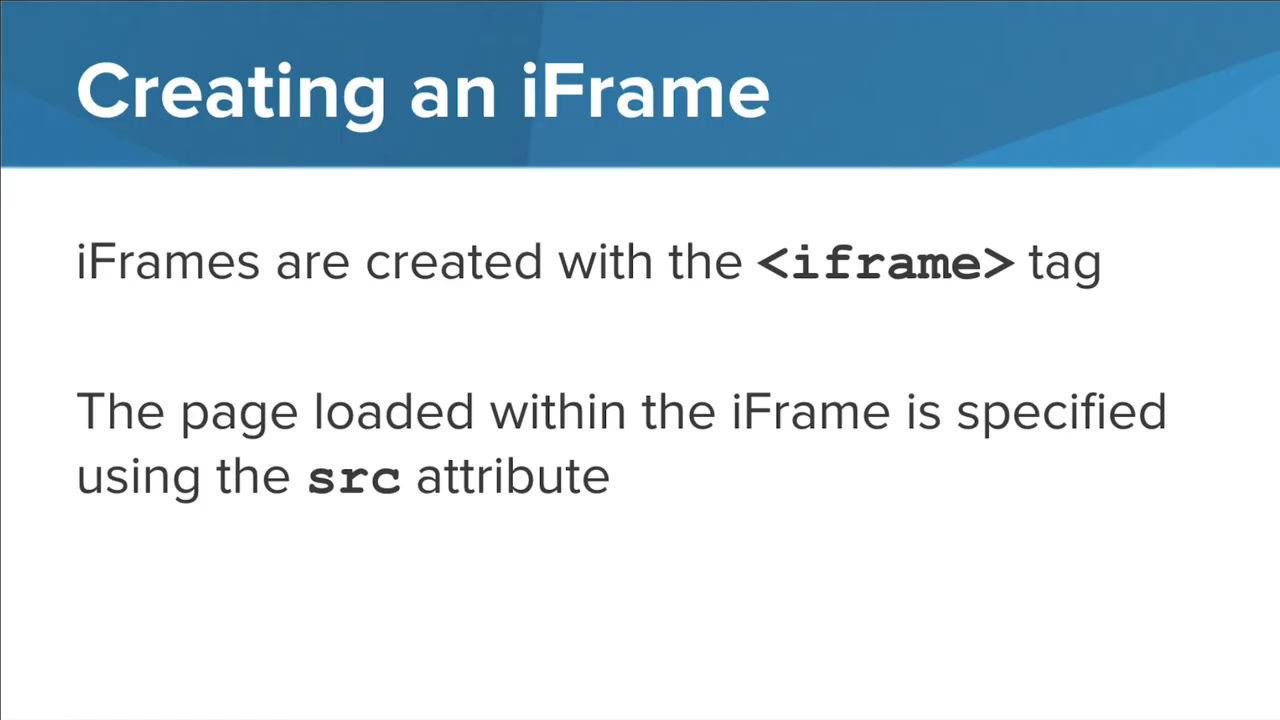 Creating an iFrame
iFrames are created with the <iframe> tag
The page loaded within the iFrame is specified
using the src attribute